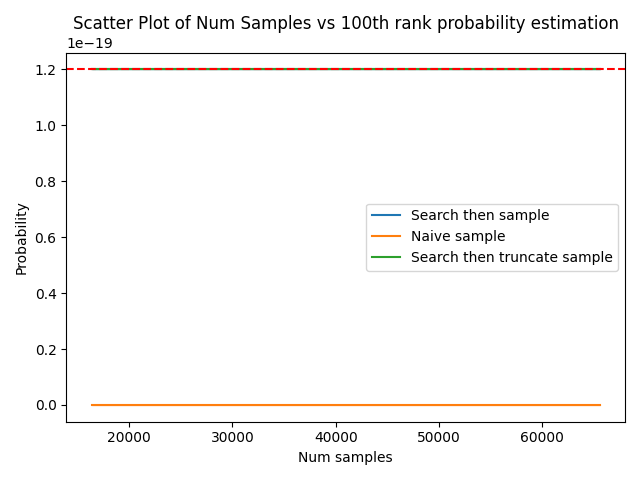 Scatter Plot of Num Samples vs 100th rank probability estimation
1e−19
1.2
1.0
0.8
0.6
0.4
0.2
0.0
Probability
Search then sample
Naive sample
Search then truncate sample
20000 30000 40000 50000 60000
Num samples